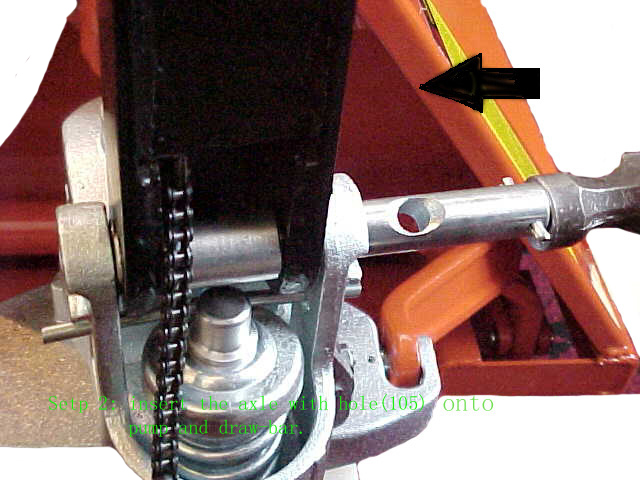 Setp 3: insert the axle with hole(105) onto
pump and draw-bar.